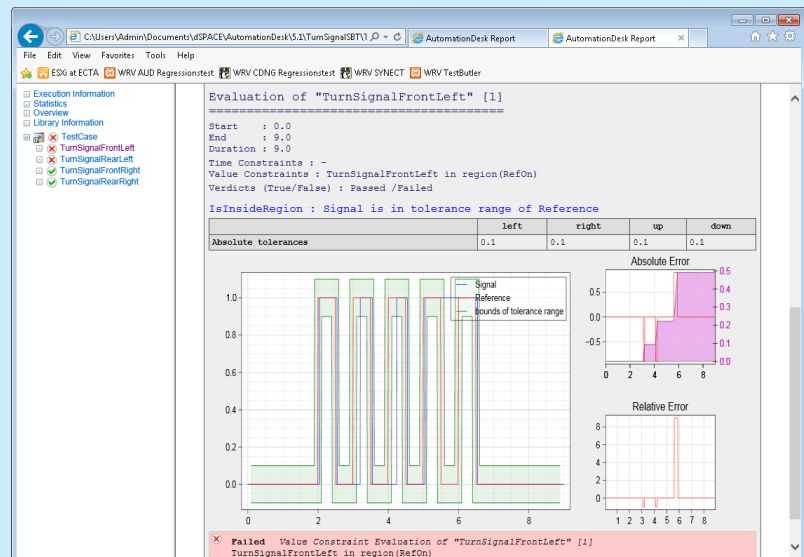 C:\Users\Admin\Documents\dSPACE\AutomationDesk\5.1\TurnSignalSBT\1
AutomationDesk Report
AutomationDesk Report
File Edit View Favorites Tools Help
ESXi at ECTA WRV AUD Regressionstest WRV CDNG Regressionstest WRV SYNECT WRV TestButler
Execution Information
Statistics
Overview
Library Information
TestCase
TurnSignalFrontLeft
TurnSignalRearLeft
TurnSignalFrontRight
TurnSignalRearRight
Evaluation of "TurnSignalFrontLeft" [1]
========================================
Start : 0.0
End : 9.0
Duration : 9.0
Time Constraints : -
Value Constraints : TurnSignalFrontLeft in region(RefOn)
Verdicts (True/False) : Passed /Failed
IsInsideRegion : Signal is in tolerance range of Reference
left right up down
Absolute tolerances 0.1 0.1 0.1 0.1
Signal
Reference
bounds of tolerance range
1.0
0.8
0.6
0.4
0.2
0.0
0 2 4 6 8
Absolute Error
0.5
0.0
−0.5
0.5
0.4
0.3
0.2
0.1
0.0
0 2 4 6 8
Relative Error
8
6
4
2
0
1 2 3 4 5 6 7 8
Failed Value Constraint Evaluation of "TurnSignalFrontLeft" [1]
TurnSignalFrontLeft in region(RefOn)